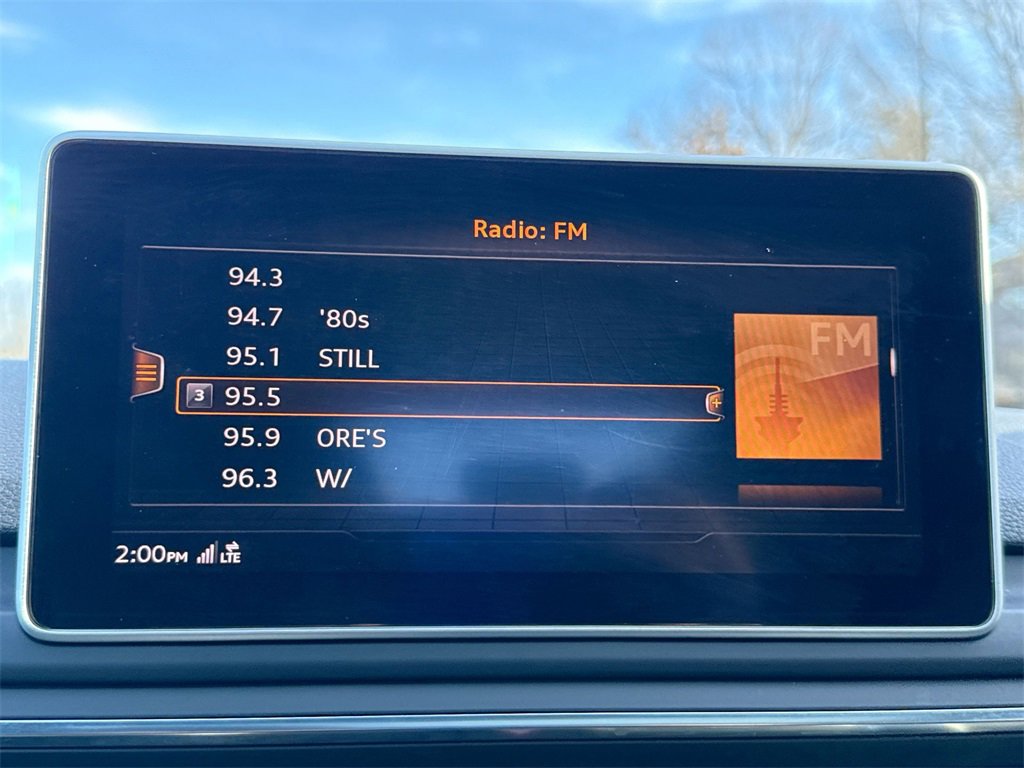 Radio: FM
94.3
94.7 '80s
95.1 STILL
3 95.5
95.9 ORE'S
96.3 W/
FM
2:00PM LTE